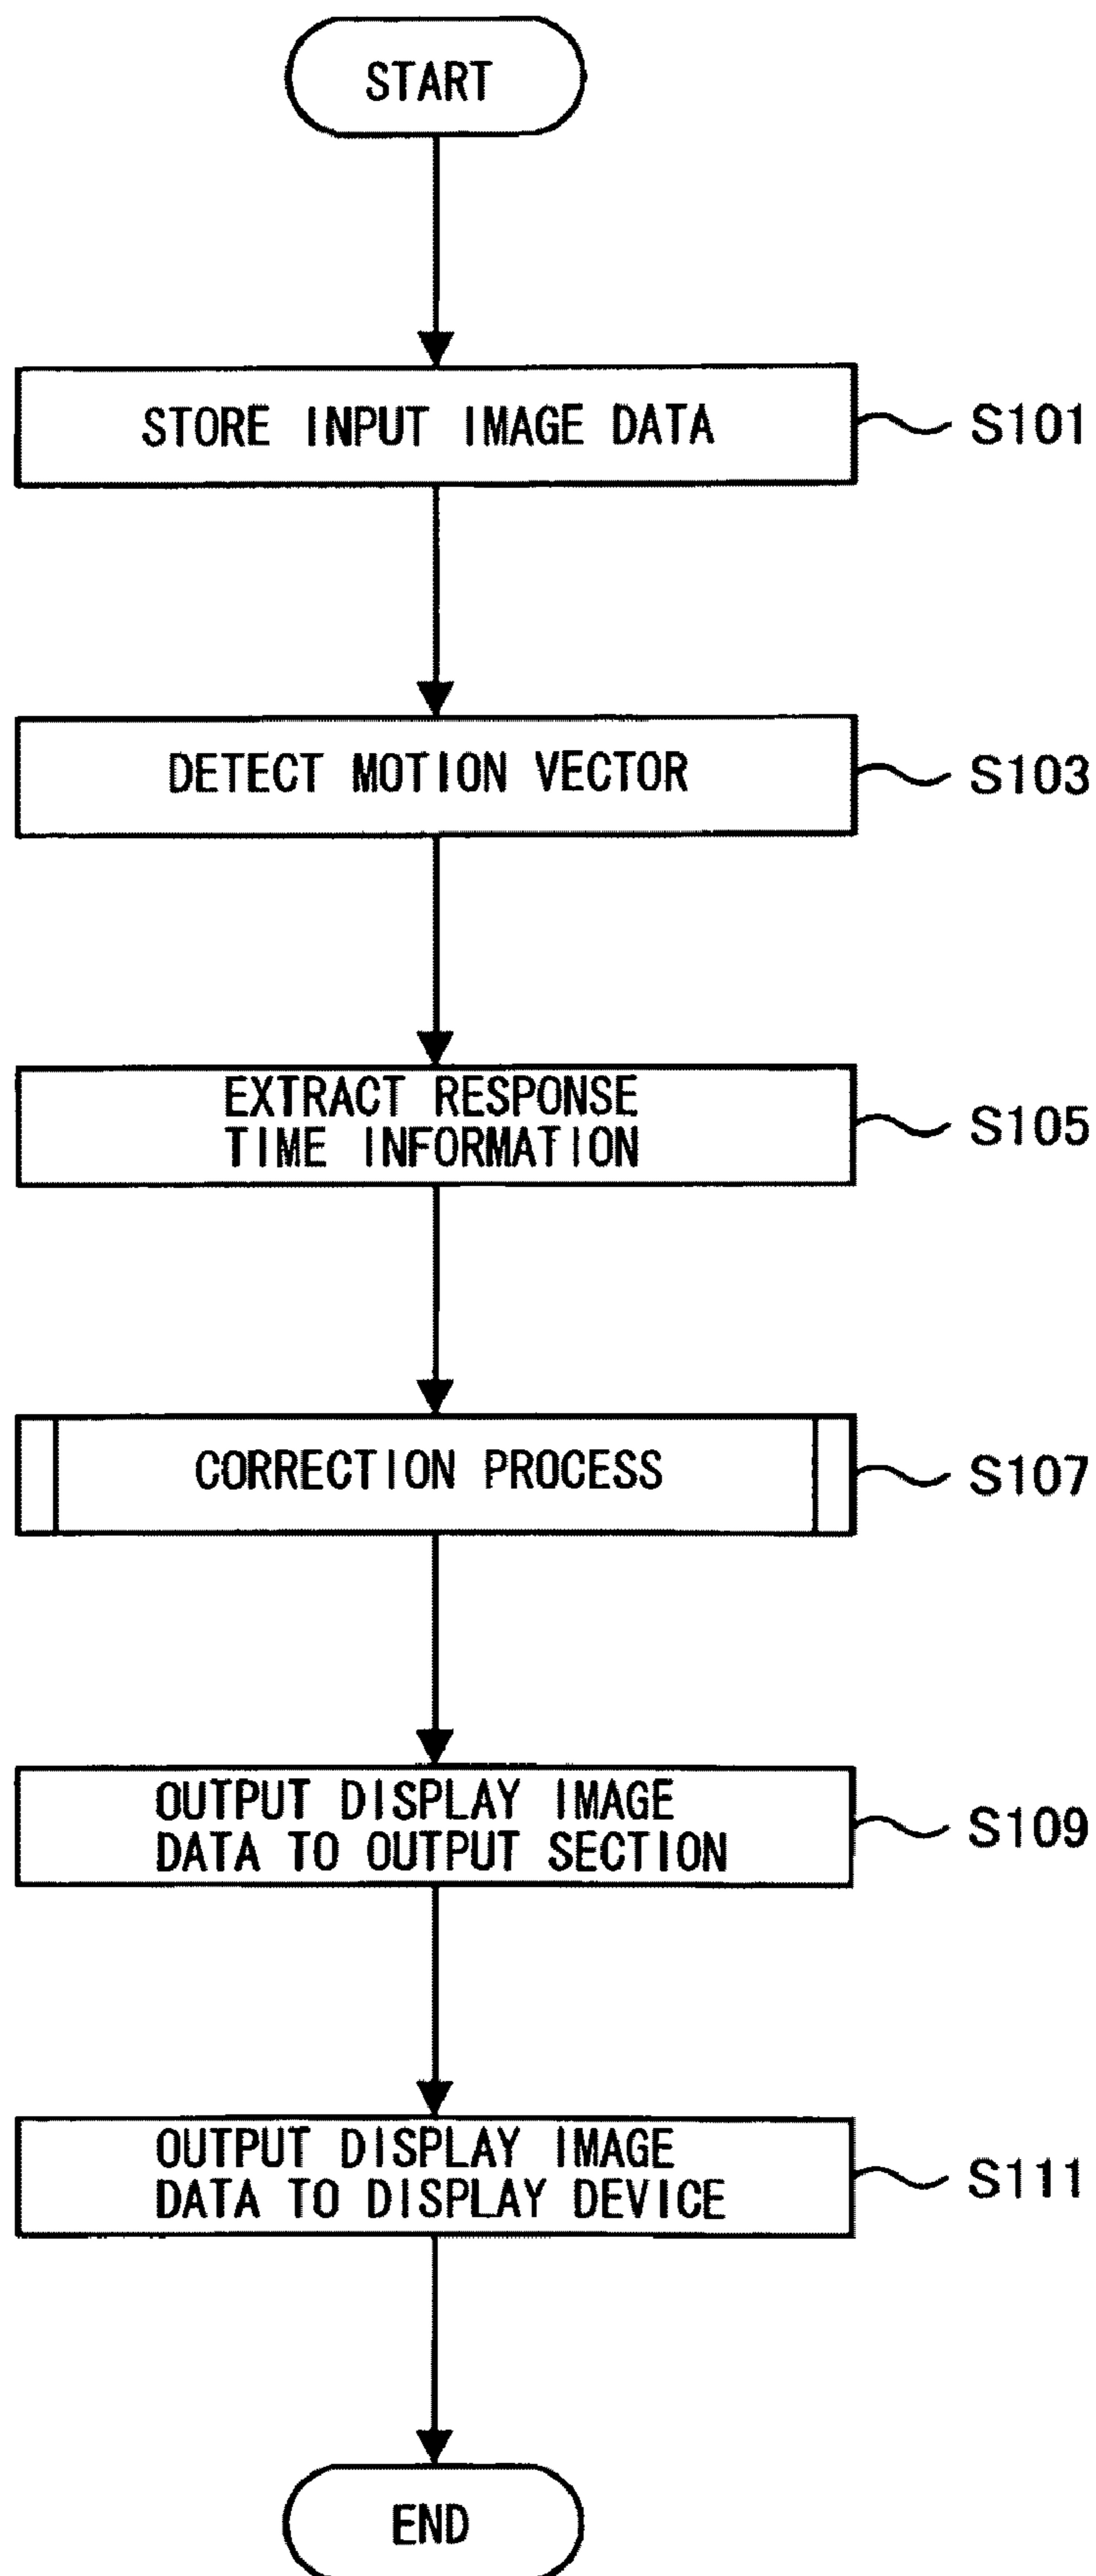 START
STORE INPUT IMAGE DATA
S101
DETECT MOTION VECTOR
S103
EXTRACT RESPONSE
TIME INFORMATION
S105
CORRECTION PROCESS
S107
OUTPUT DISPLAY IMAGE
DATA TO OUTPUT SECTION
S109
OUTPUT DISPLAY IMAGE
DATA TO DISPLAY DEVICE
S111
END